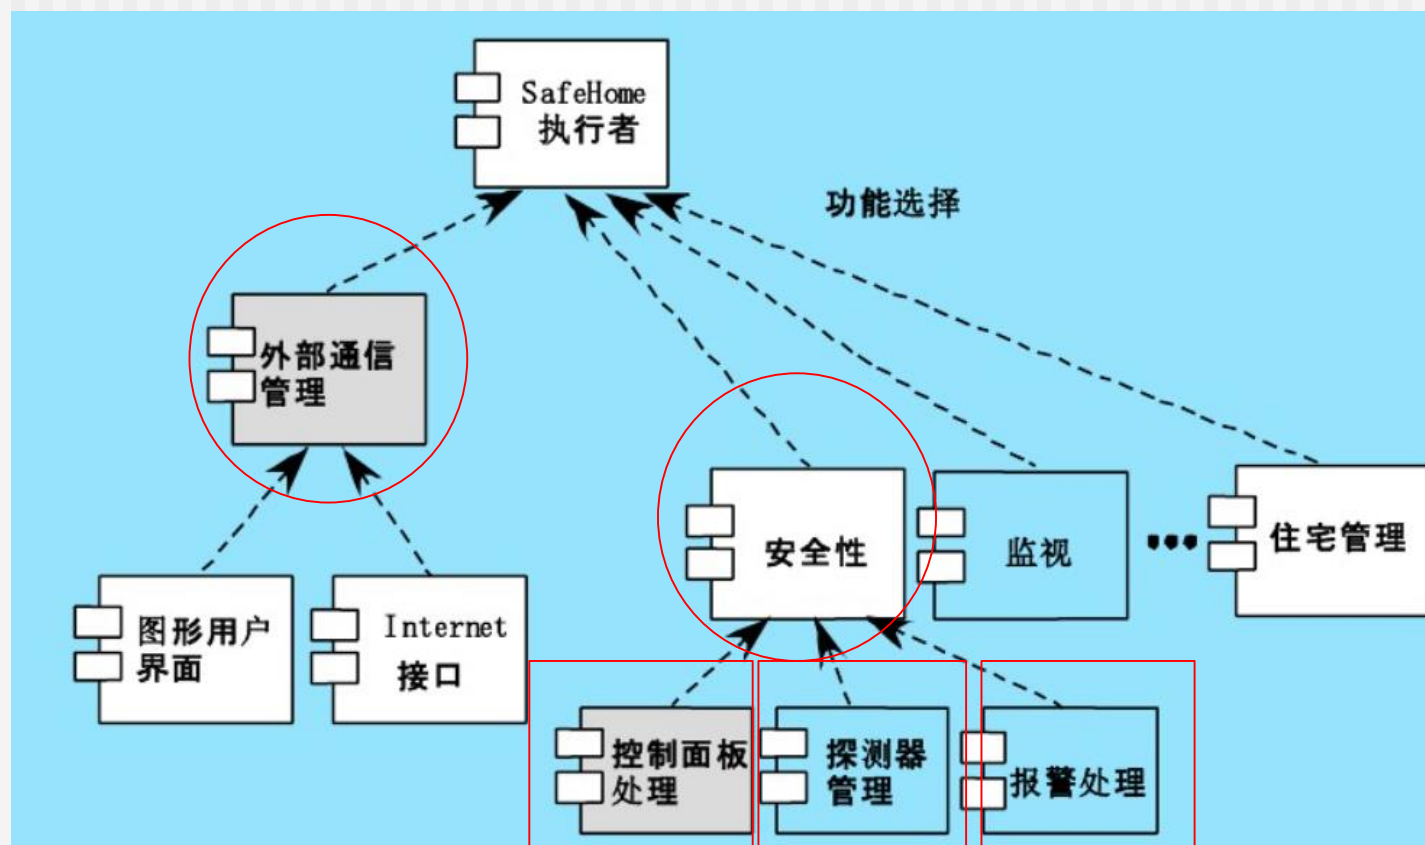 SafeHome
执行者
功能选择
外部通信
管理
安全性
监视
住宅管理
图形用户
界面
Internet
接口
控制面板
处理
探测器
管理
报警处理